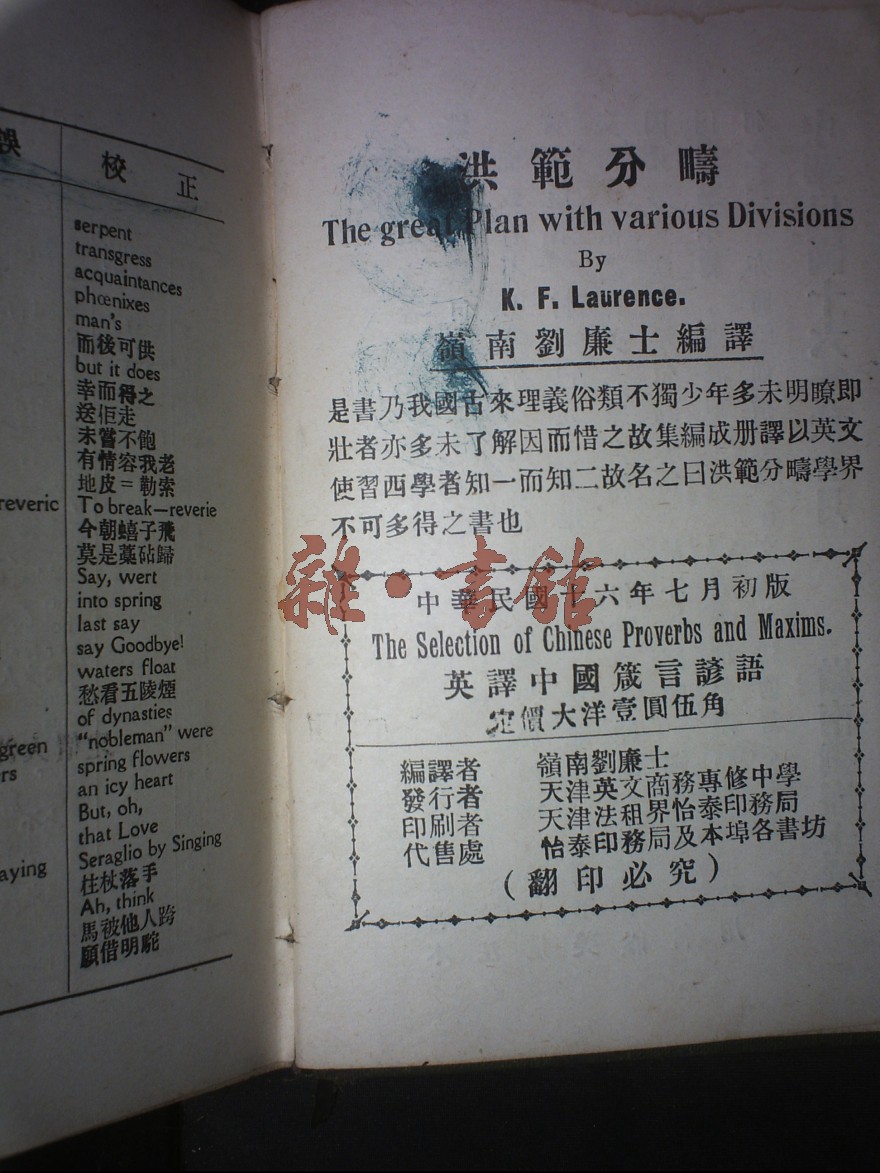 誤
校 正
serpent
transgress
acquaintances
phœnixes
man's
而後可供
but it does
幸而得之
送佢走
未嘗不飽
有情容我老
地皮＝勒索
reveric To break—reverie
今朝蟢子飛
莫是藁砧歸
Say, wert
into spring
last say
say Goodbye!
waters float
愁看五陵煙
of dynasties
green "nobleman" were
ers spring flowers
an icy heart
But, oh,
that Love
aying Seraglio by Singing
柱杖落手
Ah, think
馬被他人跨
願借明駝
洪範分疇
The great Plan with various Divisions
By
K. F. Laurence.
嶺南劉廉士編譯
是書乃我國古來理義俗類不獨少年多未明瞭即
壯者亦多未了解因而惜之故集編成册譯以英文
使習西學者知一而知二故名之曰洪範分疇學界
不可多得之書也
雜·書館
中華民國十六年七月初版
The Selection of Chinese Proverbs and Maxims.
英譯中國箴言諺語
定價大洋壹圓伍角
編譯者 嶺南劉廉士
發行者 天津英文商務專修中學
印刷者 天津法租界怡泰印務局
代售處 怡泰印務局及本埠各書坊
(翻印必究)